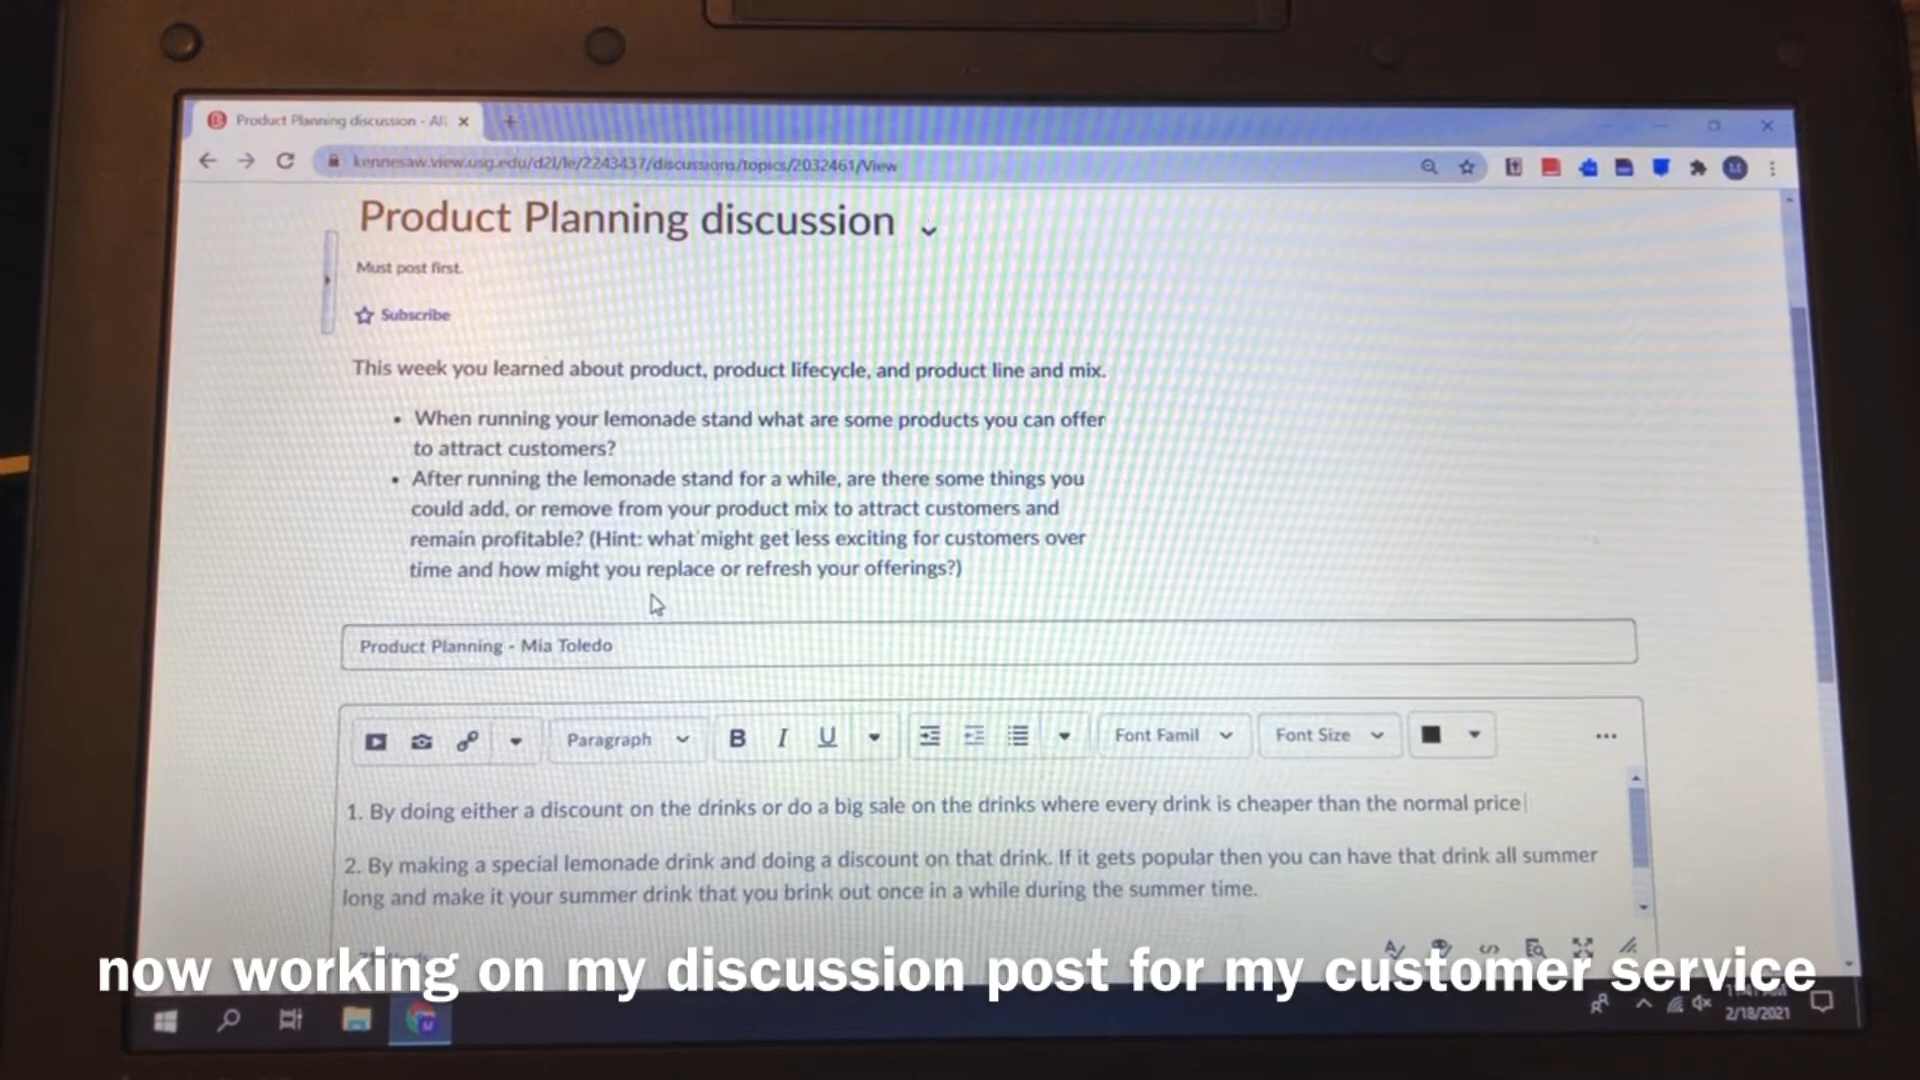 Product Planning discussion - All
kennesaw.view.usg.edu/d2l/le/2243437/discussions/topics/2032461/View
Product Planning discussion
Must post first.
Subscribe
This week you learned about product, product lifecycle, and product line and mix.
• When running your lemonade stand what are some products you can offer
to attract customers?
• After running the lemonade stand for a while, are there some things you
could add, or remove from your product mix to attract customers and
remain profitable? (Hint: what might get less exciting for customers over
time and how might you replace or refresh your offerings?)
Product Planning - Mia Toledo
Paragraph B I U Font Famil Font Size ...
1. By doing either a discount on the drinks or do a big sale on the drinks where every drink is cheaper than the normal price
2. By making a special lemonade drink and doing a discount on that drink. If it gets popular then you can have that drink all summer
long and make it your summer drink that you brink out once in a while during the summer time.
now working on my discussion post for my customer service
2/18/2021